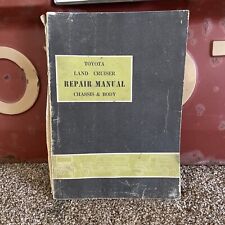 TOYOTA
LAND CRUISER
REPAIR MANUAL
CHASSIS & BODY